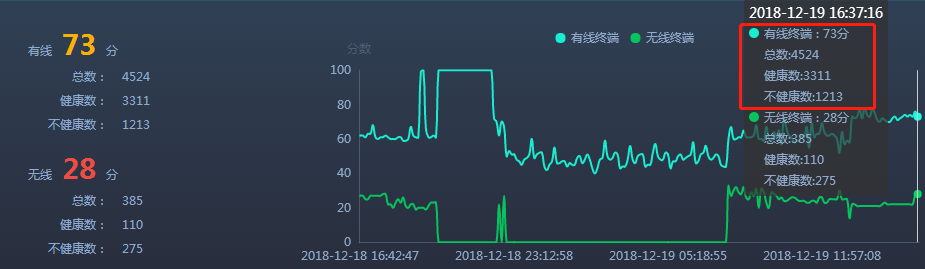 有线 73 分
总数： 4524
健康数： 3311
不健康数： 1213
无线 28 分
总数： 385
健康数： 110
不健康数： 275
分数
有线终端 无线终端
100
80
60
40
20
0
2018-12-18 16:42:47 2018-12-18 23:12:58 2018-12-19 05:18:55 2018-12-19 11:57:08
2018-12-19 16:37:16
有线终端：73分
总数:4524
健康数:3311
不健康数:1213
无线终端：28分
总数:385
健康数:110
不健康数:275